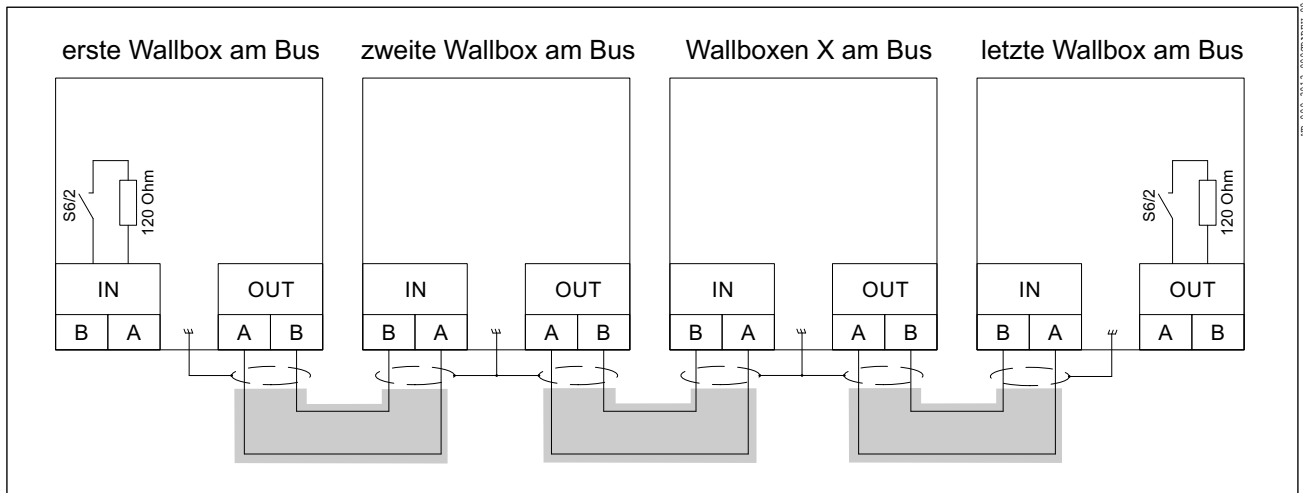 erste Wallbox am Bus
zweite Wallbox am Bus
Wallboxen X am Bus
letzte Wallbox am Bus
S6/2
120 Ohm
S6/2
120 Ohm
IN
OUT
IN
OUT
IN
OUT
IN
OUT
B A
A B
B A
A B
B A
A B
B A
A B